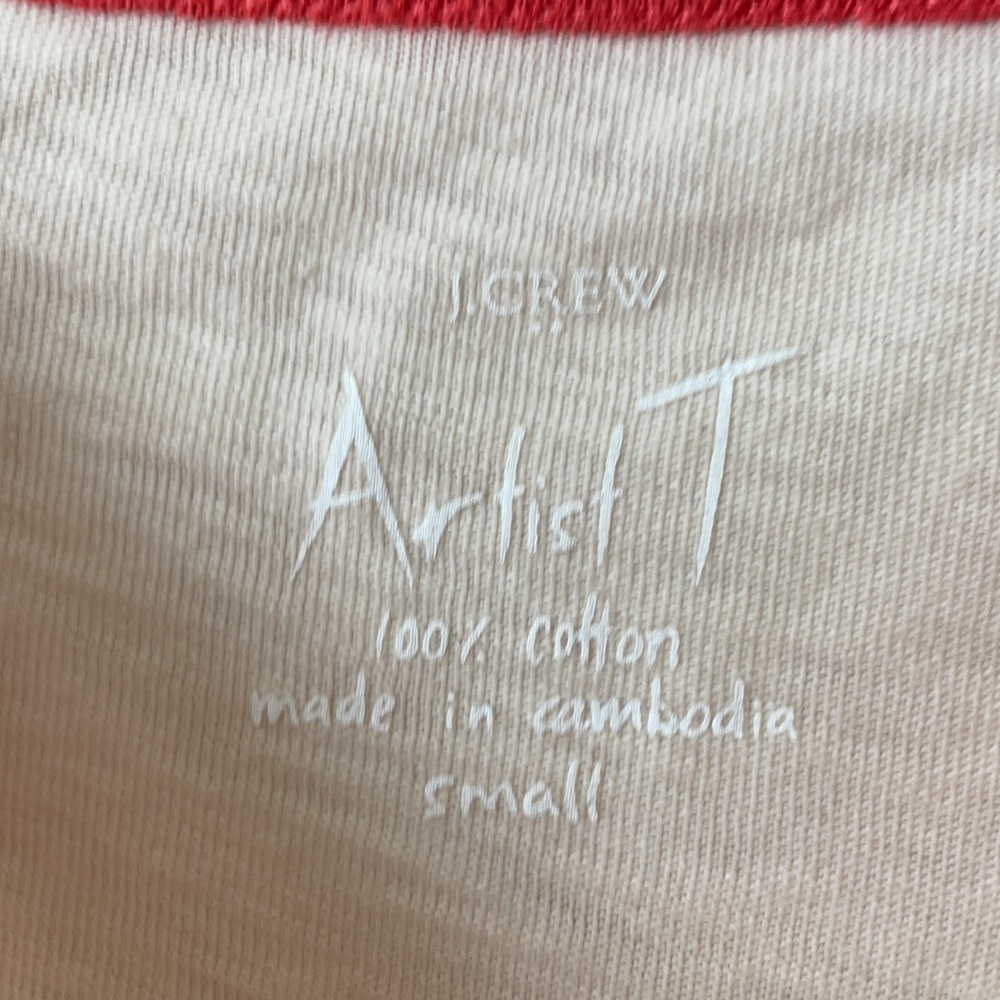 J.CREW
Artist T
100% cotton
made in cambodia
small